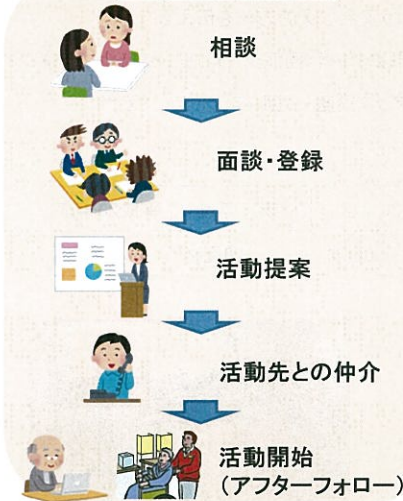 相談
面談・登録
活動提案
活動先との仲介
活動開始
(アフターフォロー)